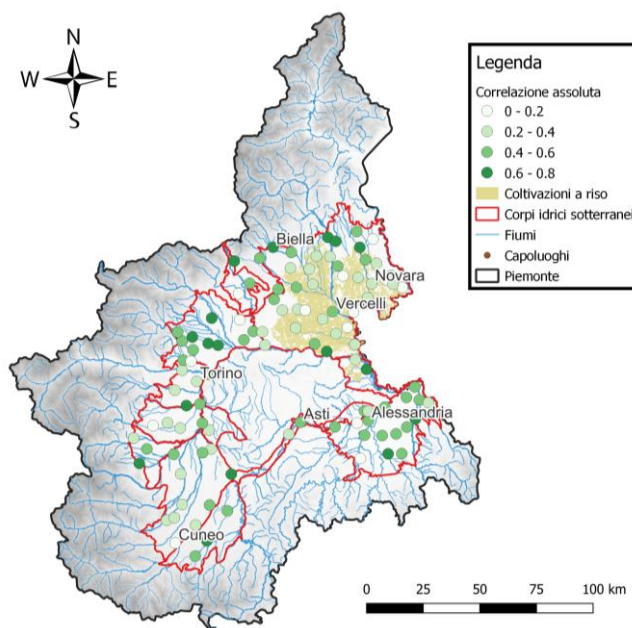 N
W E
S
Legenda
Correlazione assoluta
0 - 0.2
0.2 - 0.4
0.4 - 0.6
0.6 - 0.8
Coltivazioni a riso
Corpi idrici sotterranei
Fiumi
Capoluoghi
Piemonte
Biella
Novara
Vercelli
Torino
Asti
Alessandria
Cuneo
0 25 50 75 100 km